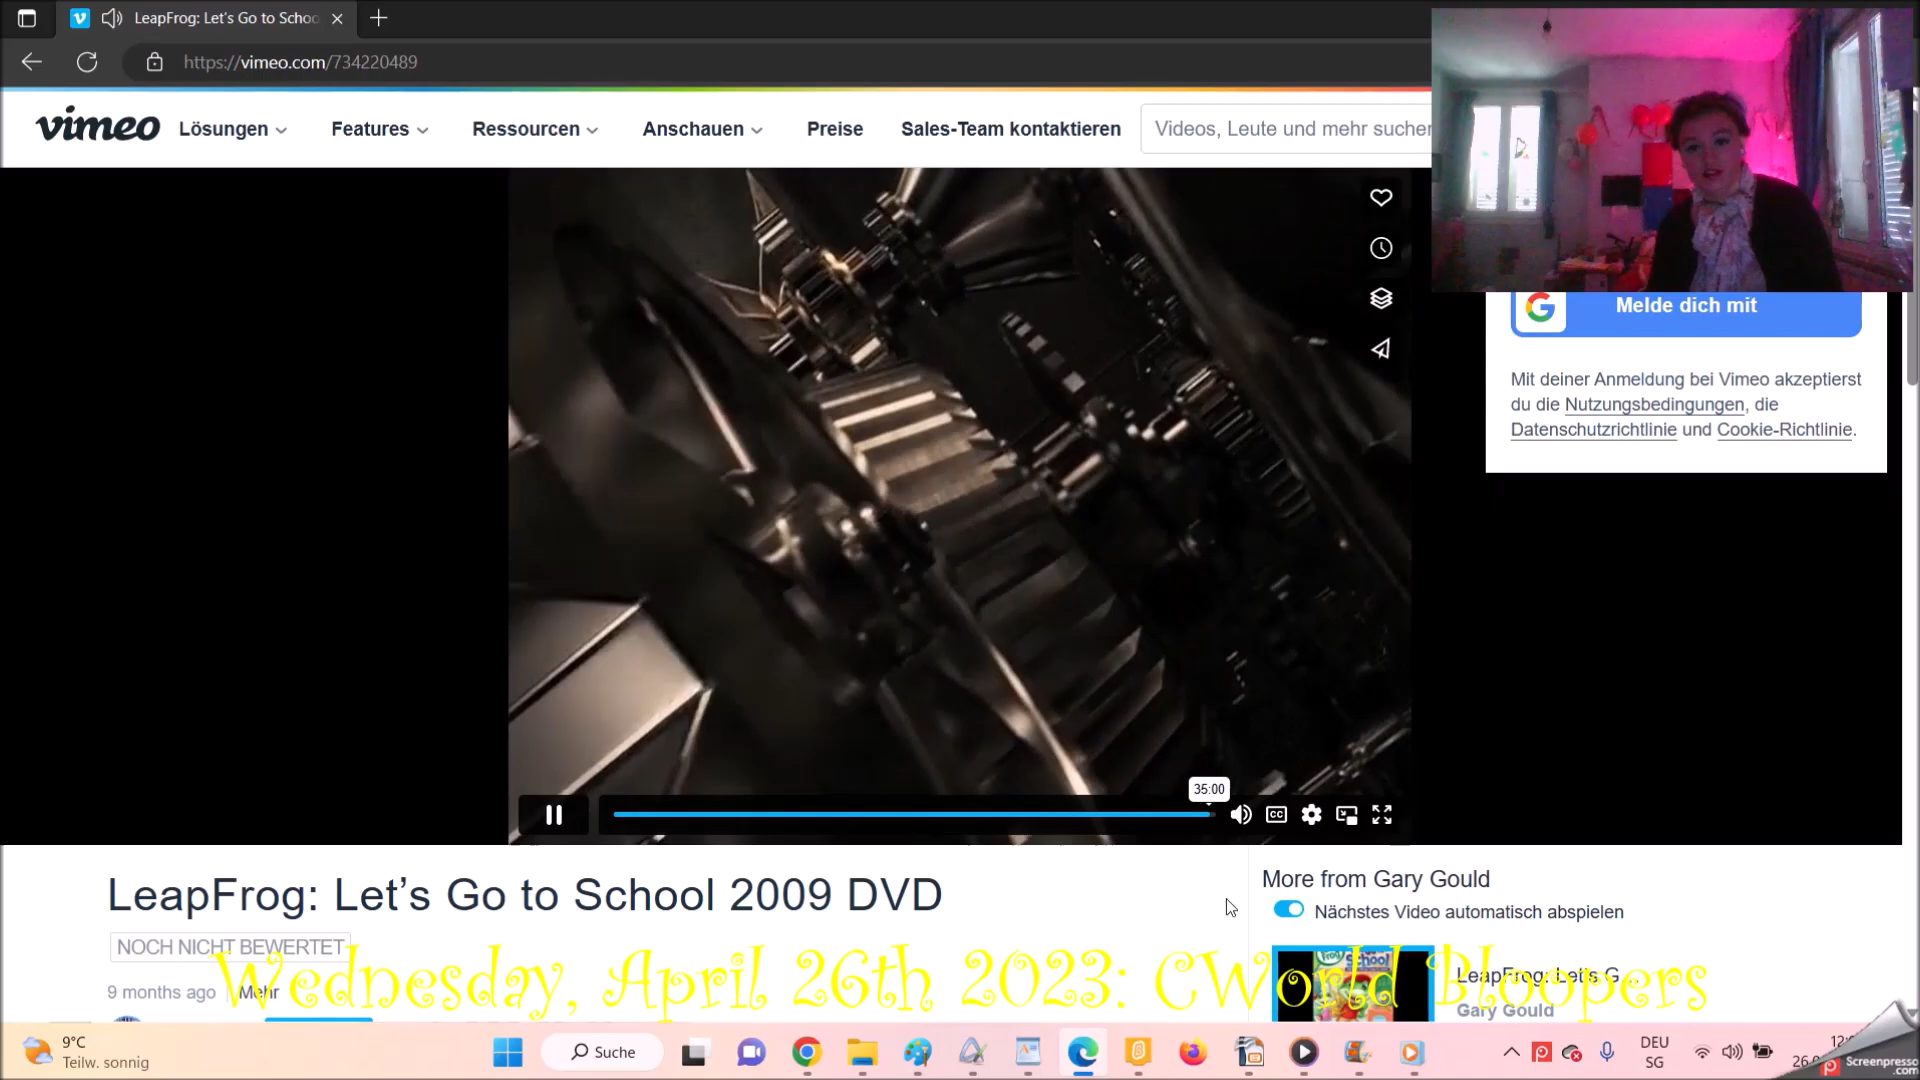 LeapFrog: Let's Go to Schoo
https://vimeo.com/734220489
vimeo
Lösungen
Features
Ressourcen
Anschauen
Preise
Sales-Team kontaktieren
Videos, Leute und mehr suchen
Melde dich mit
Mit deiner Anmeldung bei Vimeo akzeptierst
du die Nutzungsbedingungen, die
Datenschutzrichtlinie und Cookie-Richtlinie.
35:00
CC
LeapFrog: Let’s Go to School 2009 DVD
NOCH NICHT BEWERTET
9 months ago
Mehr
More from Gary Gould
Nächstes Video automatisch abspielen
LeapFrog: Let's G
Gary Gould
Wednesday, April 26th 2023: CWorld Bloopers
9°C
Teilw. sonnig
Suche
DEU
SG
Screenpresso
.com